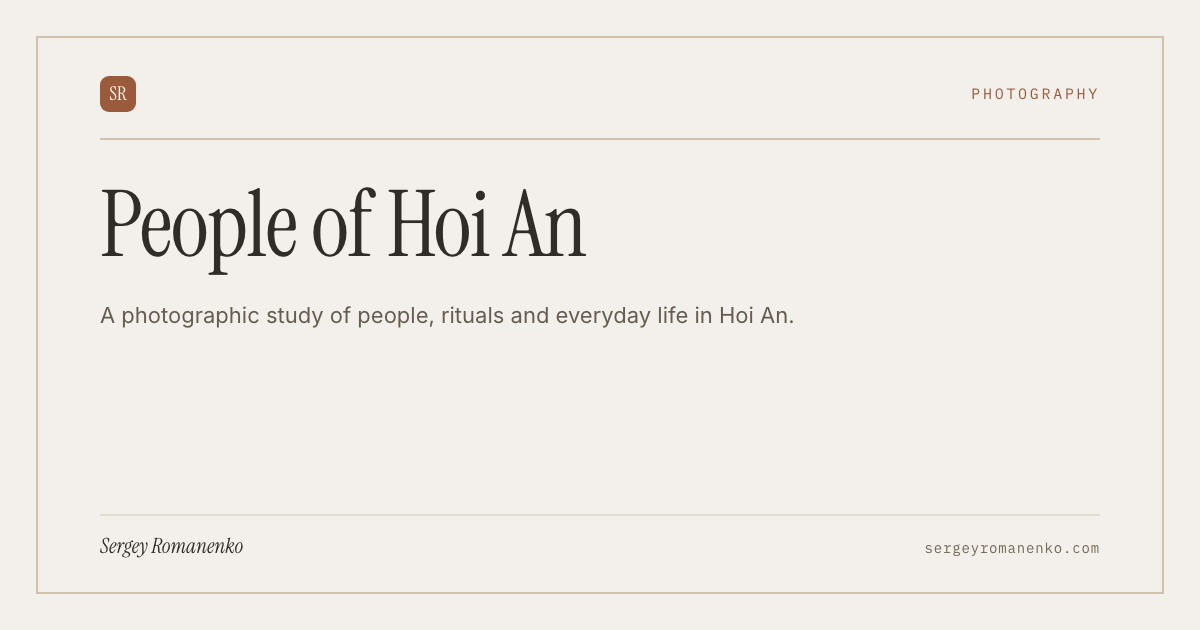 SR
PHOTOGRAPHY
People of Hoi An
A photographic study of people, rituals and everyday life in Hoi An.
Sergey Romanenko
sergeyromanenko.com